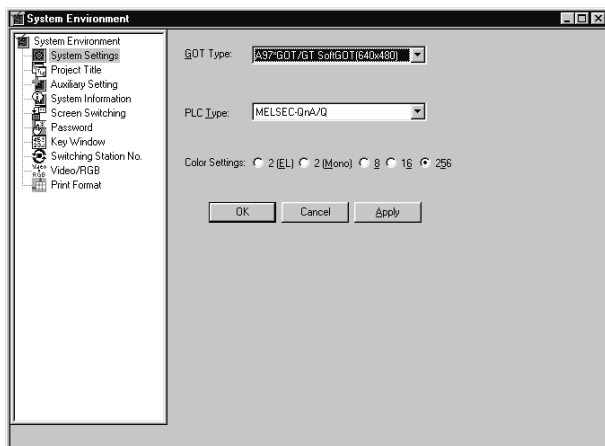 System Environment
System Environment
System Settings
Project Title
Auxiliary Setting
System Information
Screen Switching
Password
Key Window
Switching Station No.
Video/RGB
Print Format
GOT Type: A97*GOT/GT SoftGOT(640x480)
PLC Type: MELSEC-QnA/Q
Color Settings: 2 (EL) 2 (Mono) 8 16 256
OK Cancel Apply